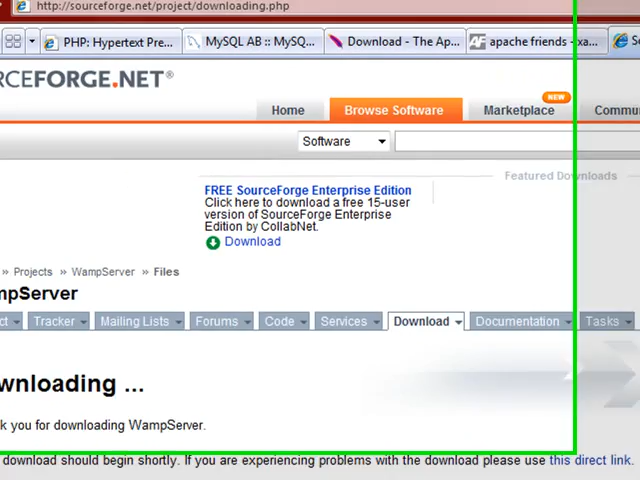 http://sourceforge.net/project/downloading.php
PHP: Hypertext Pre... MySQL AB :: MySQ... Download - The Ap... apache friends - xa... So
RCEFORGE.NET®
NEW
Home Browse Software Marketplace Commu
Software
Featured Downloads
FREE SourceForge Enterprise Edition
Click here to download a free 15-user
version of SourceForge Enterprise
Edition by CollabNet.
Download
» Projects » WampServer » Files
mpServer
ct Tracker Mailing Lists Forums Code Services Download Documentation Tasks
wnloading ...
k you for downloading WampServer.
download should begin shortly. If you are experiencing problems with the download please use this direct link.